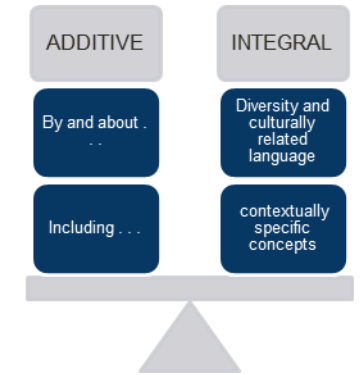 ADDITIVE
By and about .
. .
Including . . .
INTEGRAL
Diversity and
culturally
related
language
contextually
specific
concepts